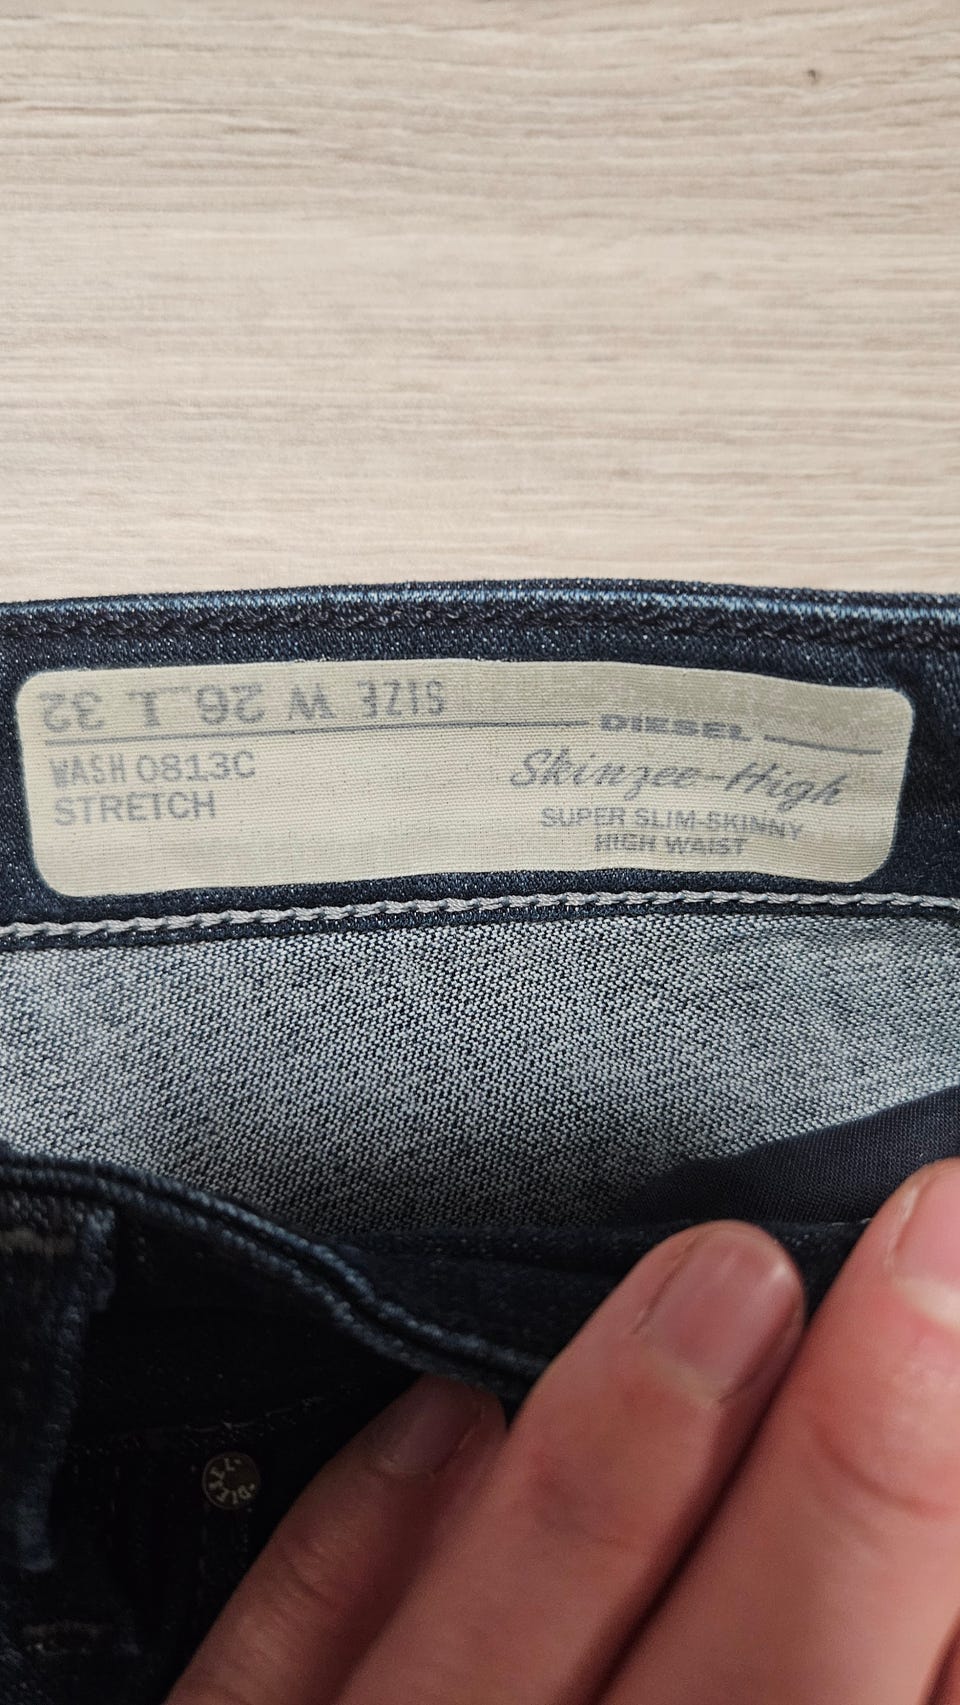 SIZE W 26 L 32
DIESEL
WASH 0813C
STRETCH
Skinzee-High
SUPER SLIM-SKINNY
HIGH WAIST